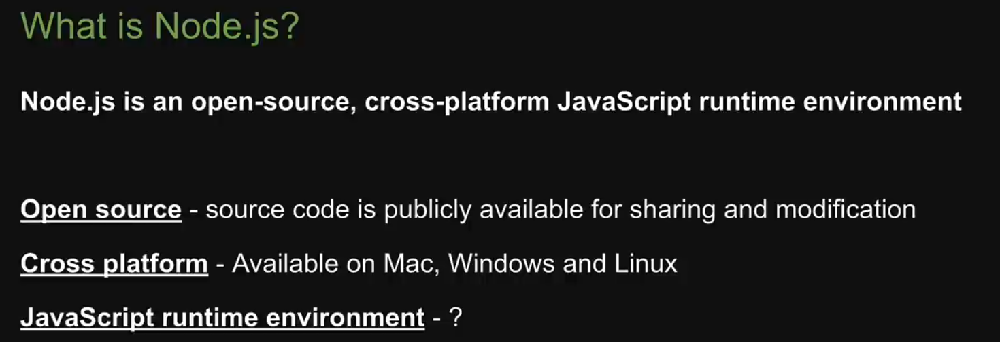 What is Node.js?
Node.js is an open-source, cross-platform JavaScript runtime environment
Open source - source code is publicly available for sharing and modification
Cross platform - Available on Mac, Windows and Linux
JavaScript runtime environment - ?